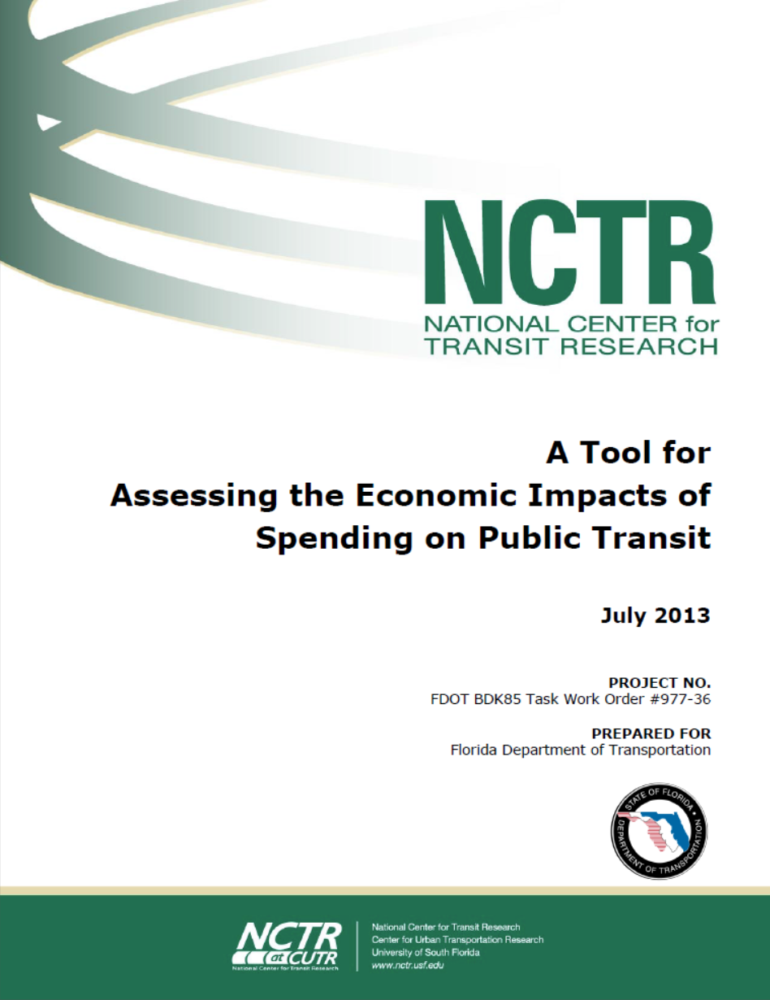 NCTR
NATIONAL CENTER for
TRANSIT RESEARCH
A Tool for
Assessing the Economic Impacts of
Spending on Public Transit
July 2013
PROJECT NO.
FDOT BDK85 Task Work Order #977-36
PREPARED FOR
Florida Department of Transportation
STATE OF FLORIDA •
DEPARTMENT OF TRANSPORTATION
NCTR
at CUTR
National Center for Transit Research
National Center for Transit Research
Center for Urban Transportation Research
University of South Florida
www.nctr.usf.edu